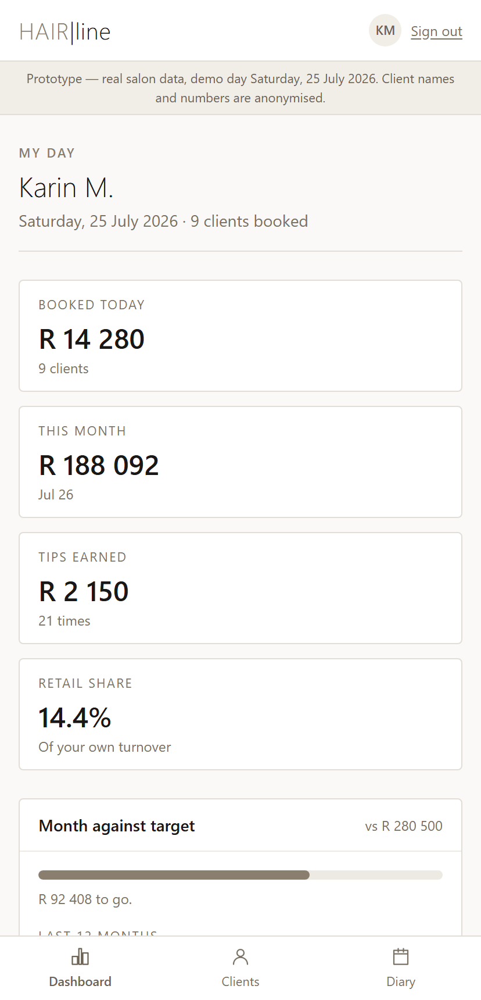 HAIR|line
KM
Sign out
Prototype — real salon data, demo day Saturday, 25 July 2026. Client names
and numbers are anonymised.
MY DAY
Karin M.
Saturday, 25 July 2026 · 9 clients booked
BOOKED TODAY
R 14 280
9 clients
THIS MONTH
R 188 092
Jul 26
TIPS EARNED
R 2 150
21 times
RETAIL SHARE
14.4%
Of your own turnover
Month against target
vs R 280 500
R 92 408 to go.
LAST 12 MONTHS
Dashboard
Clients
Diary